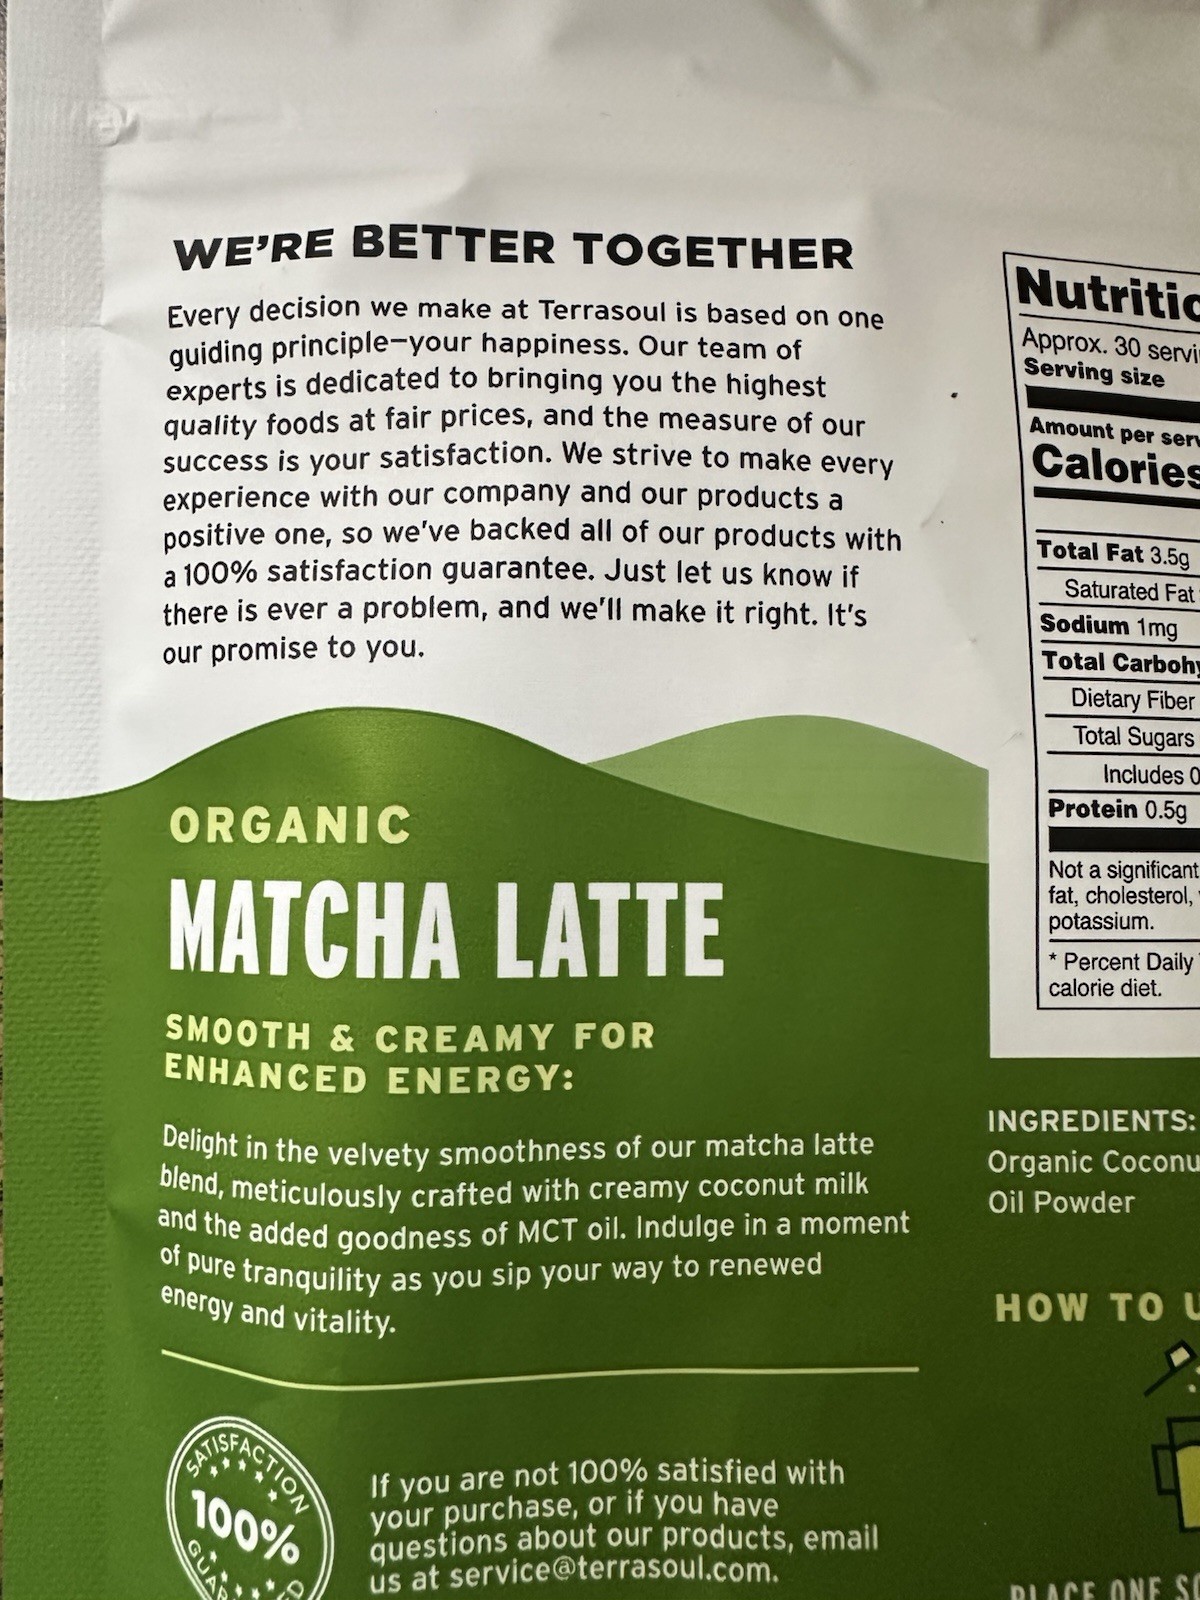 WE'RE BETTER TOGETHER
Every decision we make at Terrasoul is based on one
guiding principle—your happiness. Our team of
experts is dedicated to bringing you the highest
quality foods at fair prices, and the measure of our
success is your satisfaction. We strive to make every
experience with our company and our products a
positive one, so we've backed all of our products with
a 100% satisfaction guarantee. Just let us know if
there is ever a problem, and we'll make it right. It's
our promise to you.
ORGANIC
MATCHA LATTE
SMOOTH & CREAMY FOR
ENHANCED ENERGY:
Delight in the velvety smoothness of our matcha latte
blend, meticulously crafted with creamy coconut milk
and the added goodness of MCT oil. Indulge in a moment
of pure tranquility as you sip your way to renewed
energy and vitality.
SATISFACTION
100%
If you are not 100% satisfied with
your purchase, or if you have
questions about our products, email
us at service@terrasoul.com.
Approx. 30
Serving size
Amount per
Calories
Total Fat 3.5g
Saturated Fat
Sodium 1mg
Total
Dietary Fiber
Total Sugars
Includes
Protein 0.5g
Not a significant
fat, cholesterol,
potassium.
* Percent Daily
calorie diet.
INGREDIENTS:
Organic
Oil Powder
HOW TO
PLACE ONE